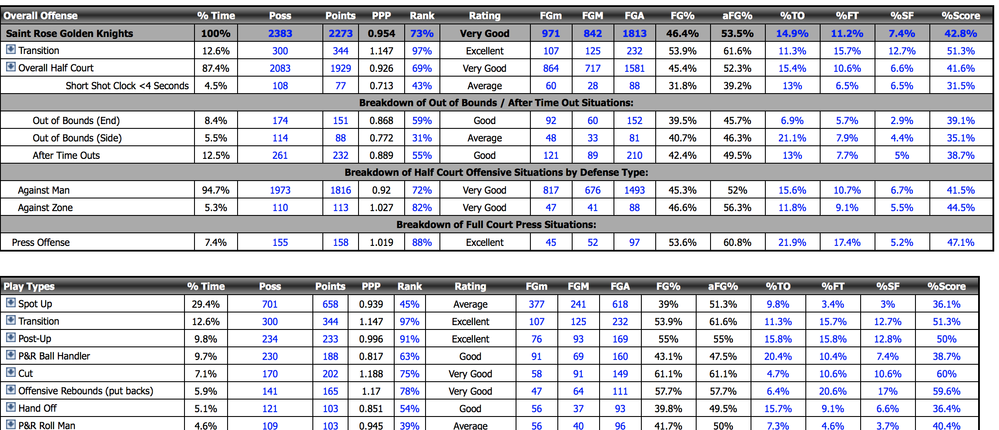 Overall Offense % Time Poss Points PPP Rank Rating FGm FGM FGA FG% aFG% %TO %FT %SF %Score
Saint Rose Golden Knights 100% 2383 2273 0.954 73% Very Good 971 842 1813 46.4% 53.5% 14.9% 11.2% 7.4% 42.8%
Transition 12.6% 300 344 1.147 97% Excellent 107 125 232 53.9% 61.6% 11.3% 15.7% 12.7% 51.3%
Overall Half Court 87.4% 2083 1929 0.926 69% Very Good 864 717 1581 45.4% 52.3% 15.4% 10.6% 6.6% 41.6%
Short Shot Clock <4 Seconds 4.5% 108 77 0.713 43% Average 60 28 88 31.8% 39.2% 13% 6.5% 6.5% 31.5%
Breakdown of Out of Bounds / After Time Out Situations:
Out of Bounds (End) 8.4% 174 151 0.868 59% Good 92 60 152 39.5% 45.7% 6.9% 5.7% 2.9% 39.1%
Out of Bounds (Side) 5.5% 114 88 0.772 31% Average 48 33 81 40.7% 46.3% 21.1% 7.9% 4.4% 35.1%
After Time Outs 12.5% 261 232 0.889 55% Good 121 89 210 42.4% 49.5% 13% 7.7% 5% 38.7%
Breakdown of Half Court Offensive Situations by Defense Type:
Against Man 94.7% 1973 1816 0.92 72% Very Good 817 676 1493 45.3% 52% 15.6% 10.7% 6.7% 41.5%
Against Zone 5.3% 110 113 1.027 82% Very Good 47 41 88 46.6% 56.3% 11.8% 9.1% 5.5% 44.5%
Breakdown of Full Court Press Situations:
Press Offense 7.4% 155 158 1.019 88% Excellent 45 52 97 53.6% 60.8% 21.9% 17.4% 5.2% 47.1%
Play Types % Time Poss Points PPP Rank Rating FGm FGM FGA FG% aFG% %TO %FT %SF %Score
Spot Up 29.4% 701 658 0.939 45% Average 377 241 618 39% 51.3% 9.8% 3.4% 3% 36.1%
Transition 12.6% 300 344 1.147 97% Excellent 107 125 232 53.9% 61.6% 11.3% 15.7% 12.7% 51.3%
Post-Up 9.8% 234 233 0.996 91% Excellent 76 93 169 55% 55% 15.8% 15.8% 12.8% 50%
P&R Ball Handler 9.7% 230 188 0.817 63% Good 91 69 160 43.1% 47.5% 20.4% 10.4% 7.4% 38.7%
Cut 7.1% 170 202 1.188 75% Very Good 58 91 149 61.1% 61.1% 4.7% 10.6% 10.6% 60%
Offensive Rebounds (put backs) 5.9% 141 165 1.17 78% Very Good 47 64 111 57.7% 57.7% 6.4% 20.6% 17% 59.6%
Hand Off 5.1% 121 103 0.851 54% Good 56 37 93 39.8% 49.5% 15.7% 9.1% 6.6% 36.4%
P&R Roll Man 4.6% 109 103 0.945 39% Average 56 40 96 41.7% 50% 7.3% 4.6% 3.7% 40.4%